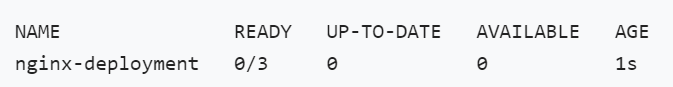 NAME READY UP-TO-DATE AVAILABLE AGE
nginx-deployment 0/3 0 0 1s